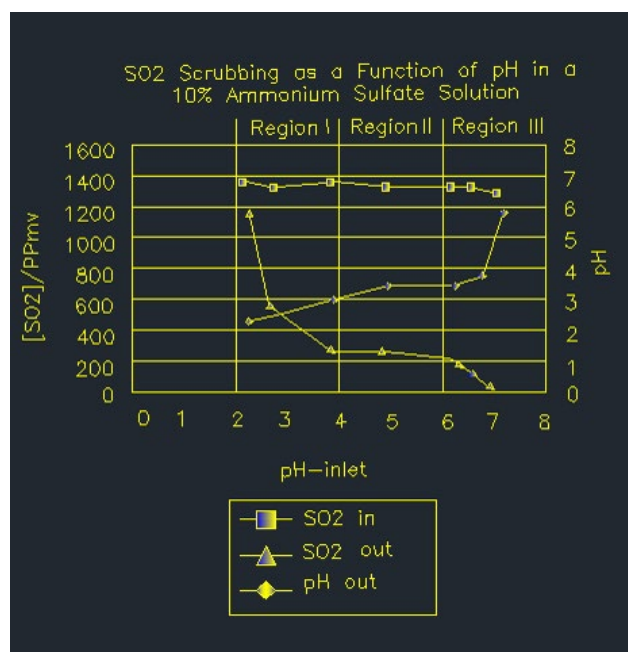 SO2 Scrubbing as a Function of pH in a
10% Ammonium Sulfate Solution
Region I
Region II
Region III
1600
1400
1200
1000
800
600
400
200
0
[SO2]/PPmv
8
7
6
5
4
3
2
1
0
pH
0 1 2 3 4 5 6 7 8
pH-inlet
SO2 in
SO2 out
pH out